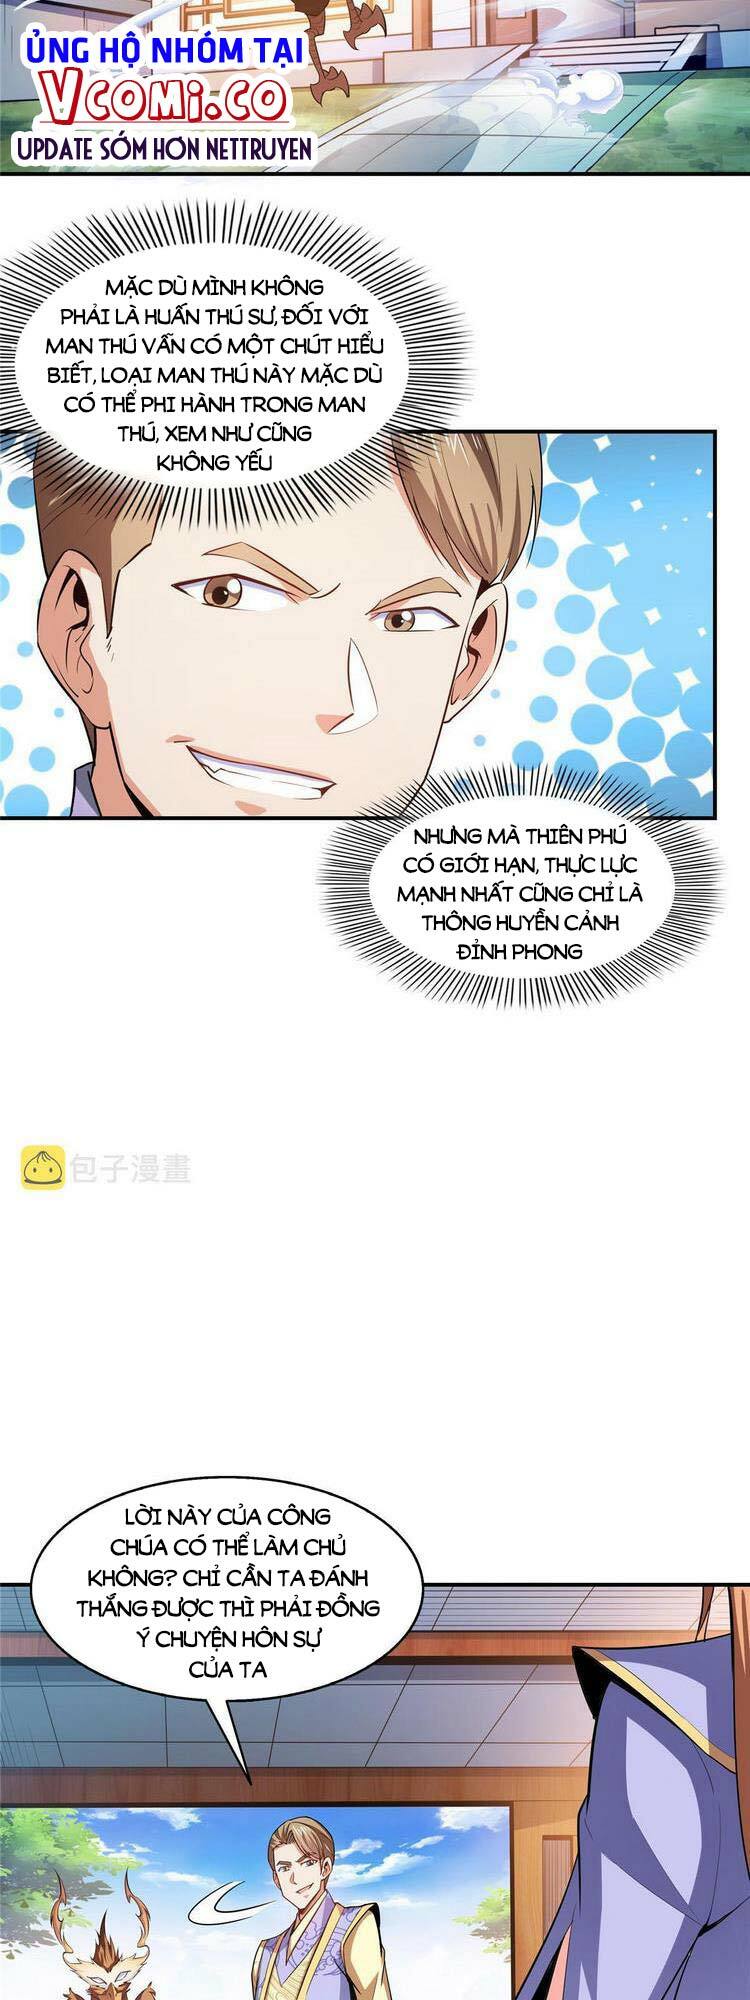 ỦNG HỘ NHÓM TẠI
VCOMI.CO
UPDATE SỚM HƠN NETTRUYEN
MẶC DÙ MÌNH KHÔNG
PHẢI LÀ HUẤN THÚ SƯ, ĐỐI VỚI
MAN THÚ VẪN CÓ MỘT CHÚT HIỂU
BIẾT, LOẠI MAN THÚ NÀY MẶC DÙ
CÓ THỂ PHI HÀNH TRONG MAN
THÚ, XEM NHƯ CŨNG
KHÔNG YẾU
NHƯNG MÀ THIÊN PHÚ
CÓ GIỚI HẠN, THỰC LỰC
MẠNH NHẤT CŨNG CHỈ LÀ
THÔNG HUYỀN CẢNH
ĐỈNH PHONG
包子漫畫
LỜI NÀY CỦA CÔNG
CHÚA CÓ THỂ LÀM CHỦ
KHÔNG? CHỈ CẦN TA ĐÁNH
THẮNG ĐƯỢC THÌ PHẢI ĐỒNG
Ý CHUYỆN HÔN SỰ
CỦA TA